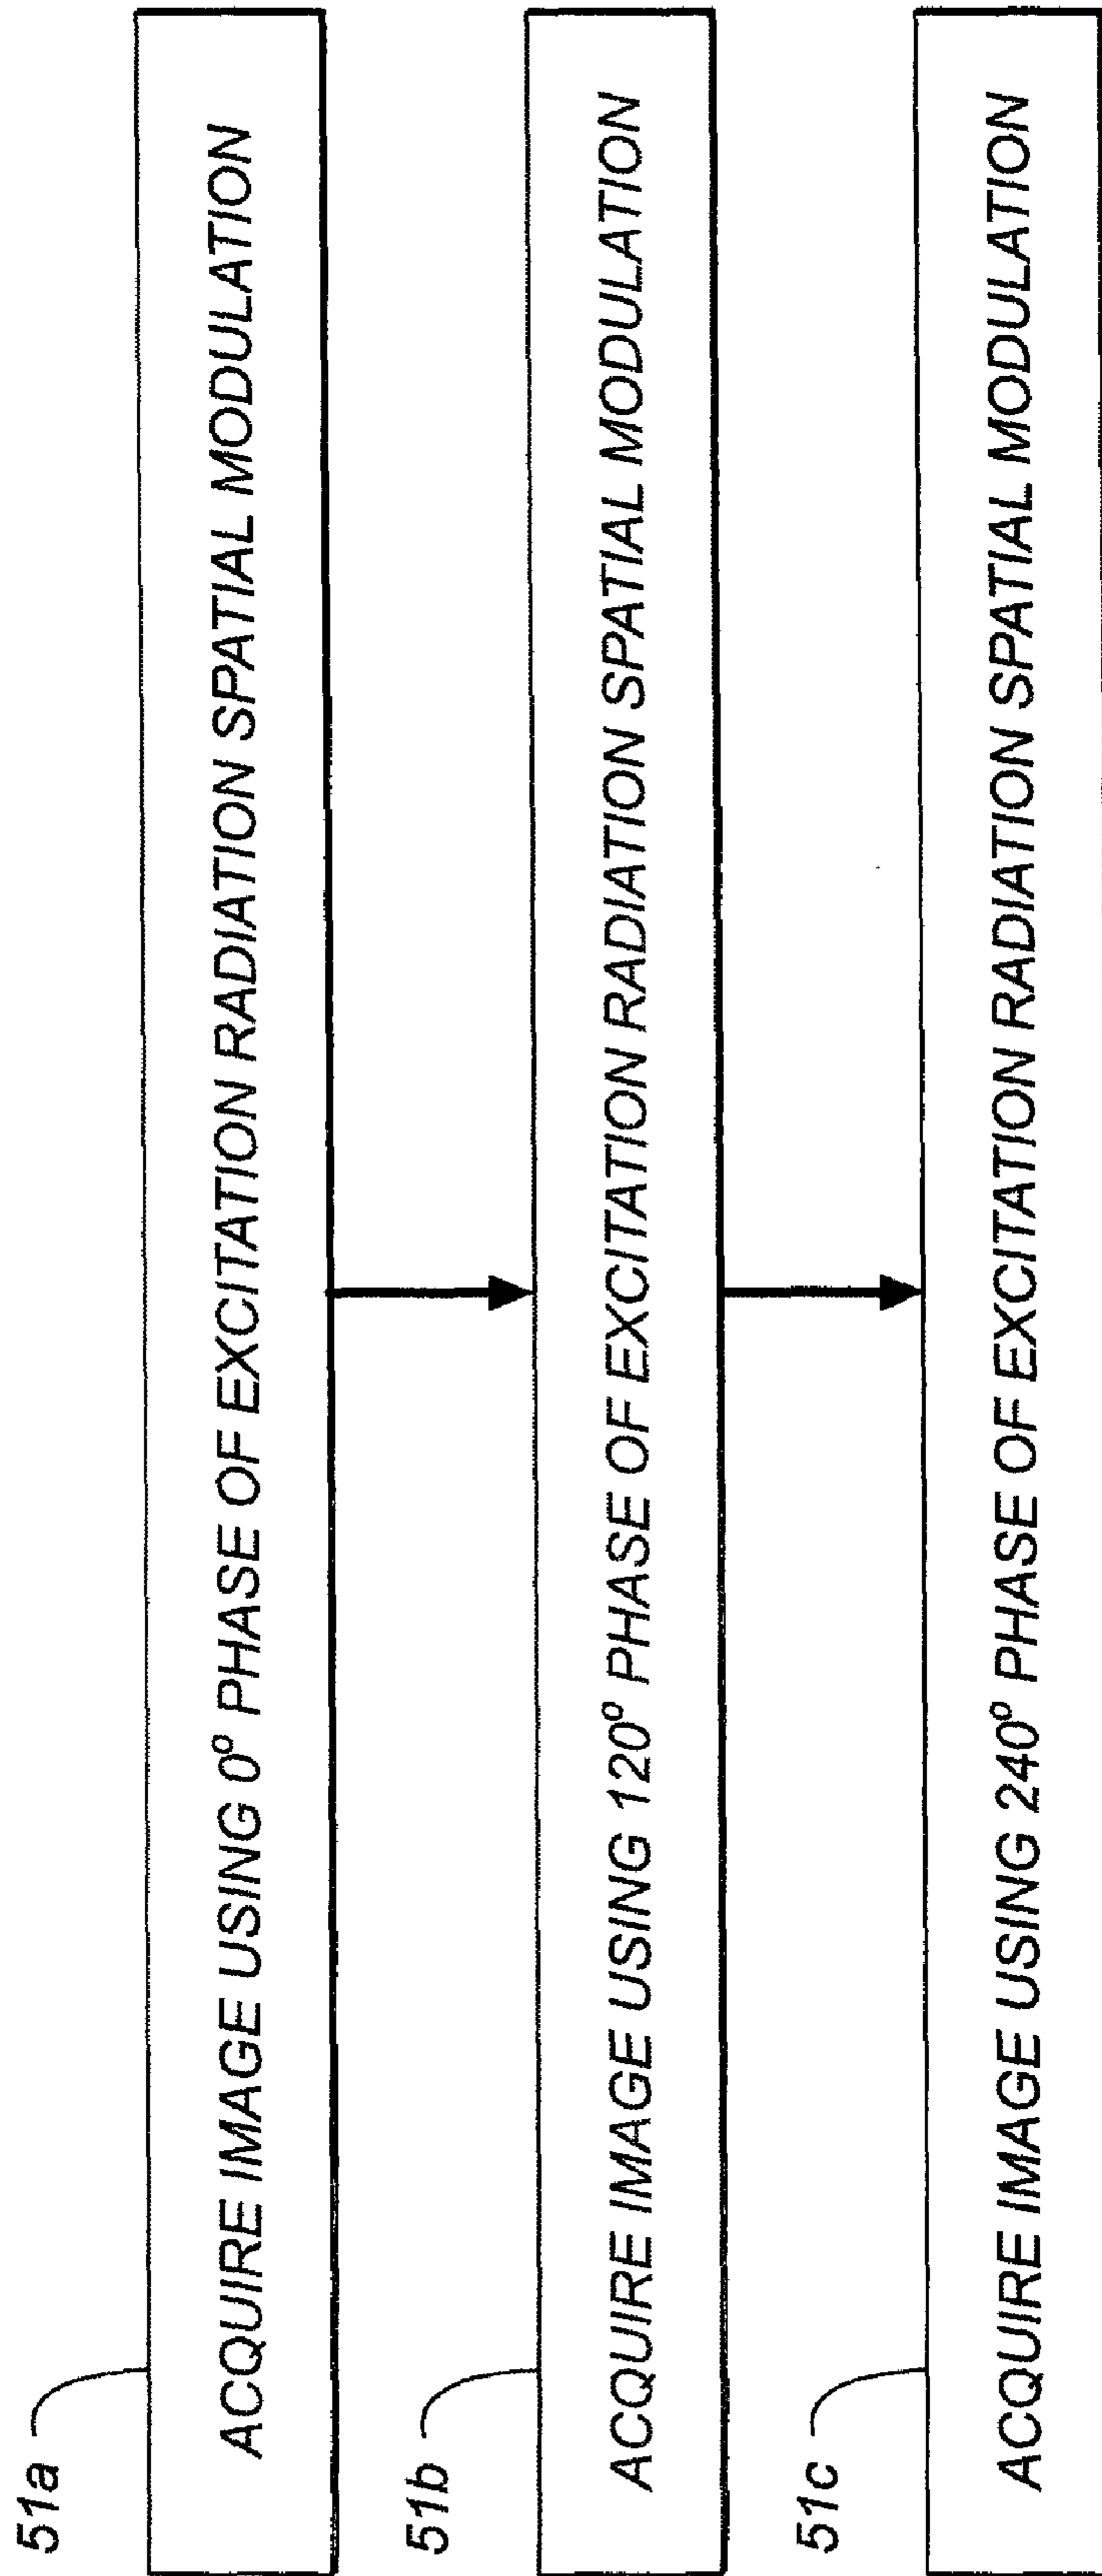 51a
ACQUIRE IMAGE USING 0° PHASE OF EXCITATION RADIATION SPATIAL MODULATION
51b
ACQUIRE IMAGE USING 120° PHASE OF EXCITATION RADIATION SPATIAL MODULATION
51c
ACQUIRE IMAGE USING 240° PHASE OF EXCITATION RADIATION SPATIAL MODULATION